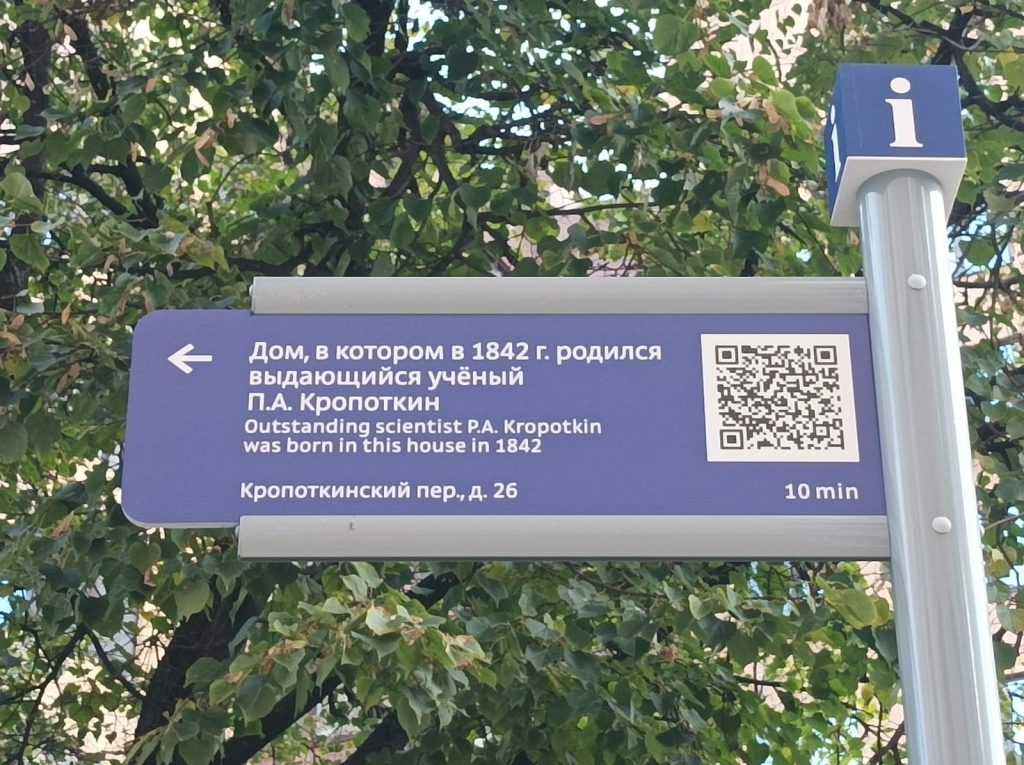 i
Дом, в котором в 1842 г. родился
выдающийся учёный
П.А. Кропоткин
Outstanding scientist P.A. Kropotkin
was born in this house in 1842
Кропоткинский пер., д. 26
10 min